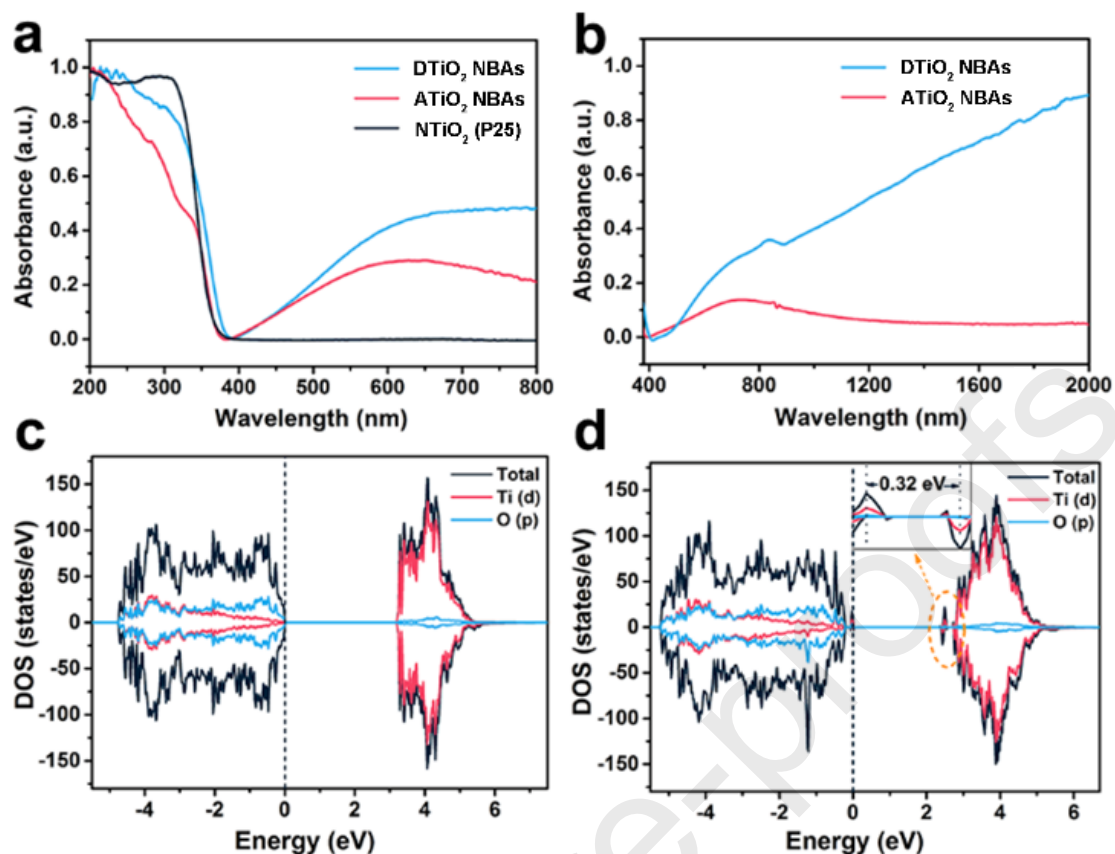 a
DTiO2 NBAs
ATiO2 NBAs
NTiO2 (P25)
1.0
0.8
0.6
0.4
0.2
0.0
Absorbance (a.u.)
200 300 400 500 600 700 800
Wavelength (nm)
b
DTiO2 NBAs
ATiO2 NBAs
1.0
0.8
0.6
0.4
0.2
0.0
Absorbance (a.u.)
400 800 1200 1600 2000
Wavelength (nm)
c
Total
Ti (d)
O (p)
150
100
50
0
-50
-100
-150
DOS (states/eV)
-4 -2 0 2 4 6
Energy (eV)
d
0.32 eV
Total
Ti (d)
O (p)
150
100
50
0
-50
-100
-150
DOS (states/eV)
-4 -2 0 2 4 6
Energy (eV)
e-proofs